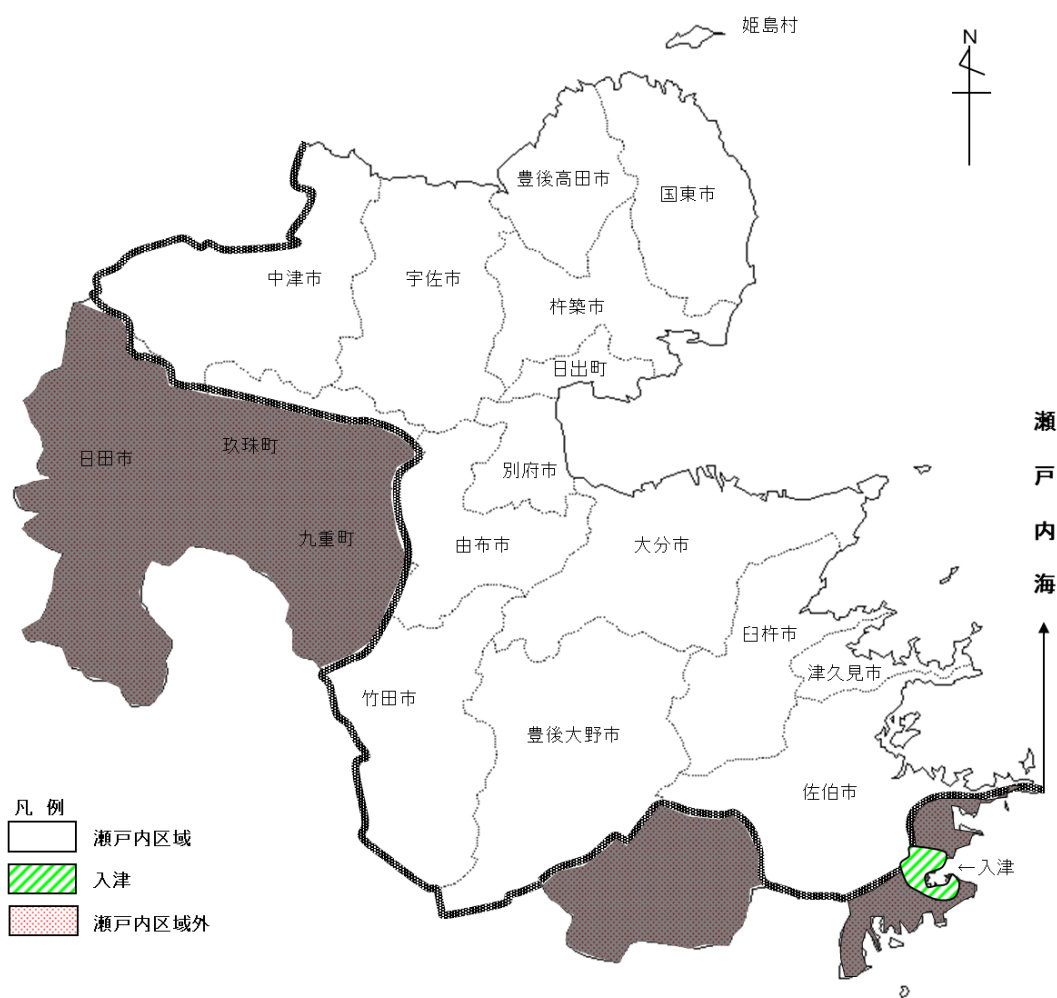 姫島村
N
豊後高田市
国東市
中津市
宇佐市
杵築市
日出町
瀬戸内海
玖珠町
日田市
別府市
九重町
由布市
大分市
臼杵市
津久見市
竹田市
豊後大野市
佐伯市
凡 例
瀬戸内区域
←入津
入津
瀬戸内区域外